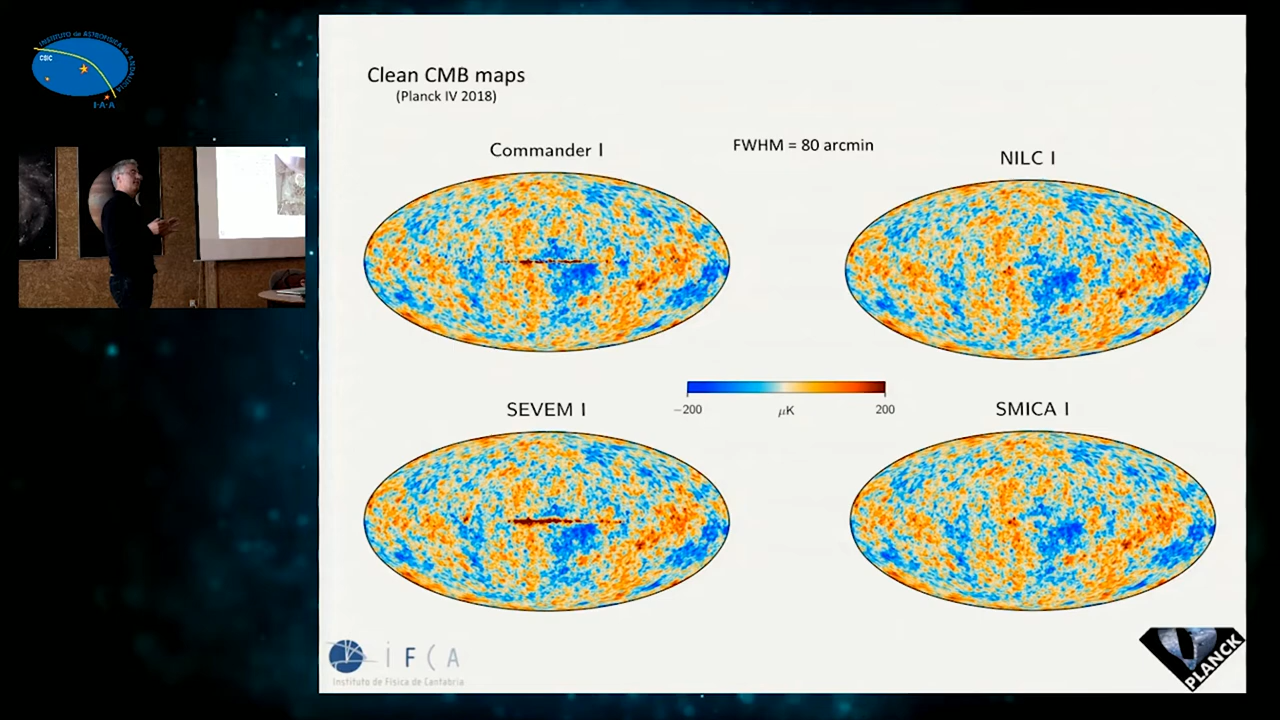 INSTITUTO de ASTROFÍSICA de ANDALUCÍA
CSIC
I·A·A
Clean CMB maps
(Planck IV 2018)
Commander I
FWHM = 80 arcmin
NILC I
−200
μK
200
SEVEM I
SMICA I
iFCA
Instituto de Física de Cantabria
PLANCK